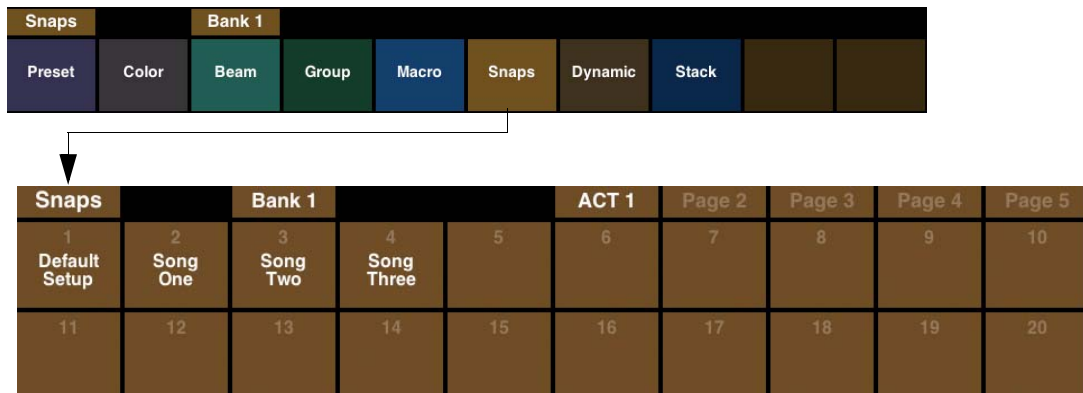 Snaps Bank 1
Preset Color Beam Group Macro Snaps Dynamic Stack
Snaps Bank 1 ACT 1 Page 2 Page 3 Page 4 Page 5
1 2 3 4 5 6 7 8 9 10
Default Song Song Song
Setup One Two Three
11 12 13 14 15 16 17 18 19 20